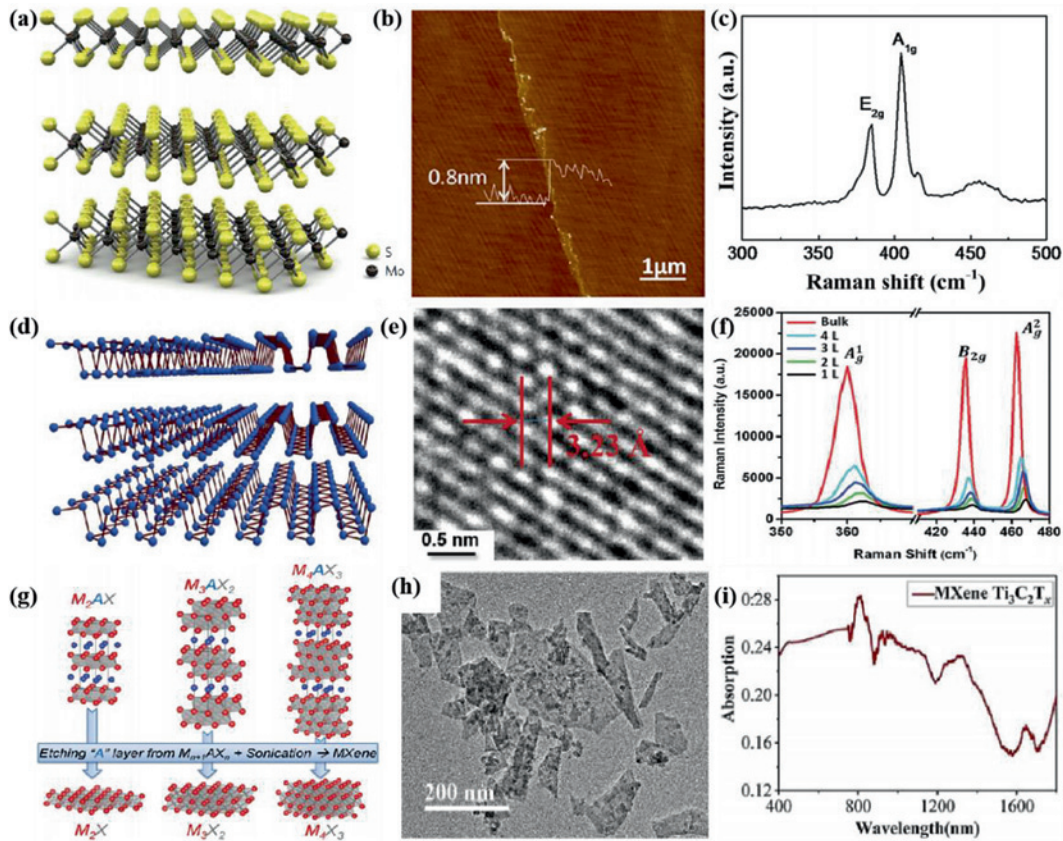 (a)
S
Mo
(b)
0.8nm
1μm
(c)
Intensity (a.u.)
E2g
A1g
300 350 400 450 500
Raman shift (cm⁻¹)
(d)
(e)
3.23 Å
0.5 nm
(f)
Raman Intensity (a.u.)
25000
20000
15000
10000
5000
0
Bulk
4 L
3 L
2 L
1 L
A¹g
B2g
A²g
350 360 420 440 460 480
Raman Shift (cm⁻¹)
(g)
M2AX
M3AX2
M4AX3
Etching "A" layer from Mn+1AXn + Sonication → MXene
M2X
M3X2
M4X3
(h)
200 nm
(i)
MXene Ti3C2Tx
Absorption
0.28
0.24
0.20
0.16
0.12
400 800 1200 1600
Wavelength(nm)